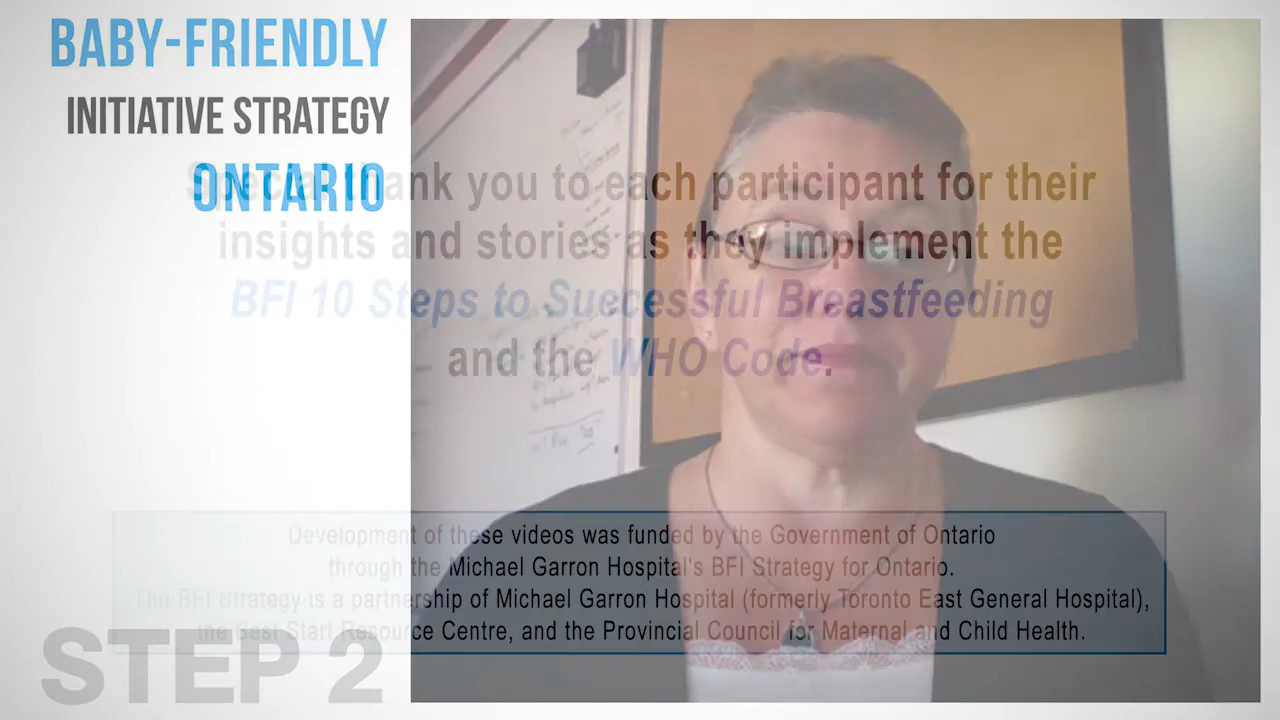 BABY-FRIENDLY
INITIATIVE STRATEGY
ONTARIO
Special thank you to each participant for their
insights and stories as they implement the
BFI 10 Steps to Successful Breastfeeding
and the WHO Code.
Development of these videos was funded by the Government of Ontario
through the Michael Garron Hospital's BFI Strategy for Ontario.
The BFI Strategy is a partnership of Michael Garron Hospital (formerly Toronto East General Hospital),
the Best Start Resource Centre, and the Provincial Council for Maternal and Child Health.
STEP 2